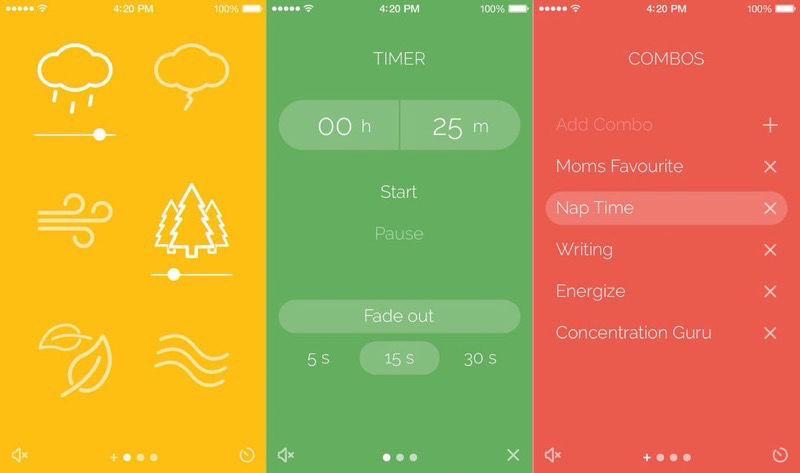 4:20 PM 100%
4:20 PM 100%
TIMER
00 h 25 m
Start
Pause
Fade out
5 s 15 s 30 s
4:20 PM 100%
COMBOS
Add Combo
Moms Favourite
Nap Time
Writing
Energize
Concentration Guru